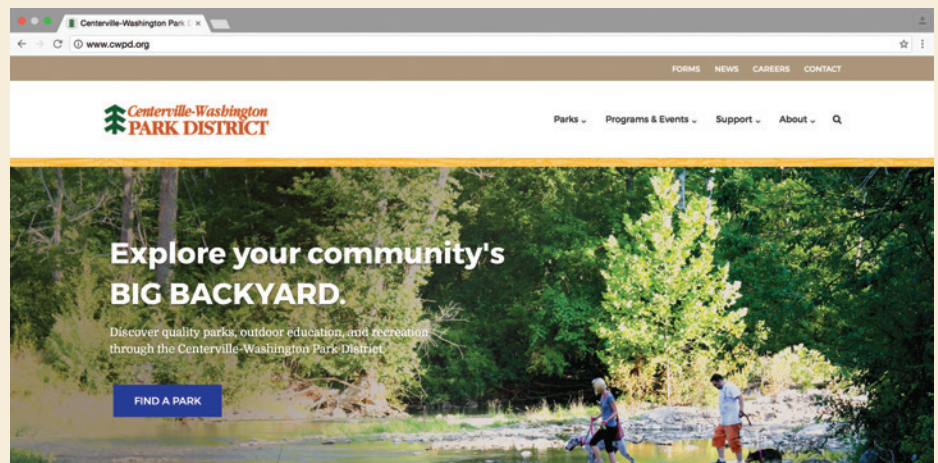 Centerville-Washington Park D
www.cwpd.org
FORMS NEWS CAREERS CONTACT
Centerville-Washington
PARK DISTRICT
Parks Programs & Events Support About
Explore your community's
BIG BACKYARD.
Discover quality parks, outdoor education, and recreation
through the Centerville-Washington Park District.
FIND A PARK